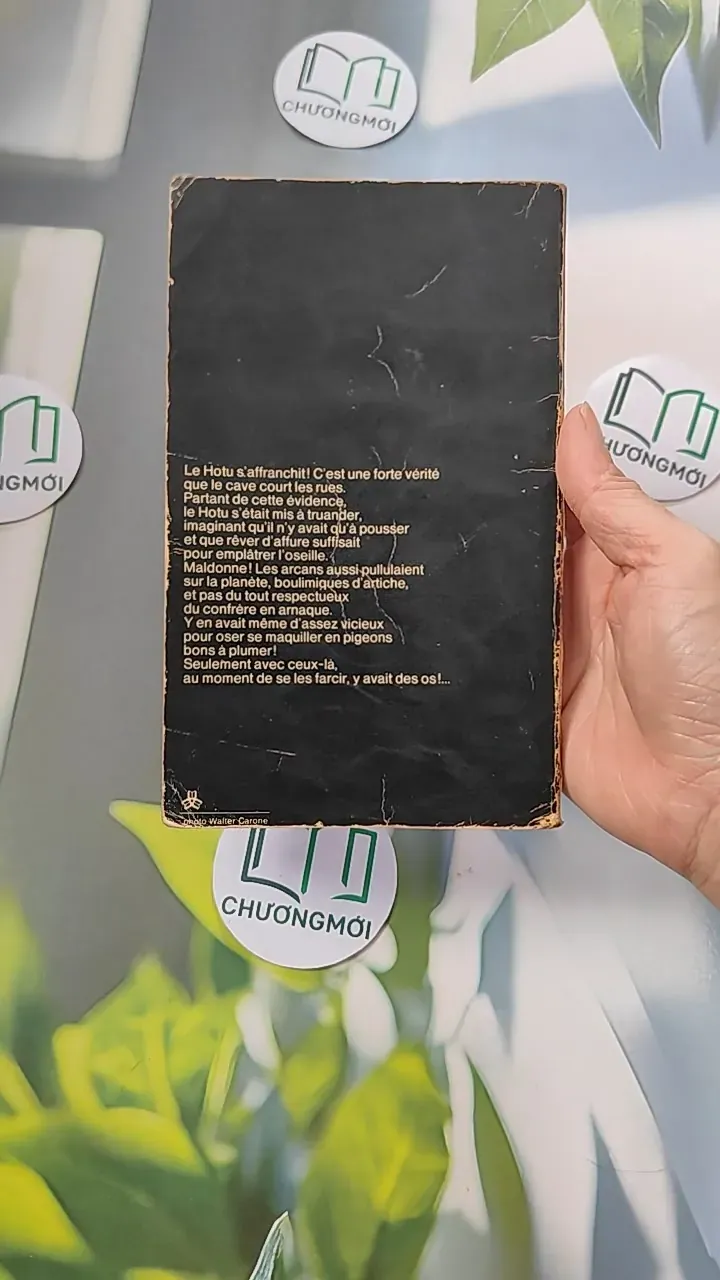 CHƯƠNGMỚI
Le Hotu s'affranchit! C'est une forte vérité
que le cave court les rues.
Partant de cette évidence,
le Hotu s'était mis à truander,
imaginant qu'il n'y avait qu'à pousser
et que rêver d'affure suffisait
pour emplâtrer l'oseille.
Maldonne! Les arcans aussi pullulaient
sur la planète, boulimiques d'artiche,
et pas du tout respectueux
du confrère en arnaque.
Y en avait même d'assez vicieux
pour oser se maquiller en pigeons
bons à plumer!
Seulement avec ceux-là,
au moment de se les farcir, y avait des os!...
photo Walter Carone
NGMỚI
HƯƠNGMỚI
CHƯƠNGMỚI